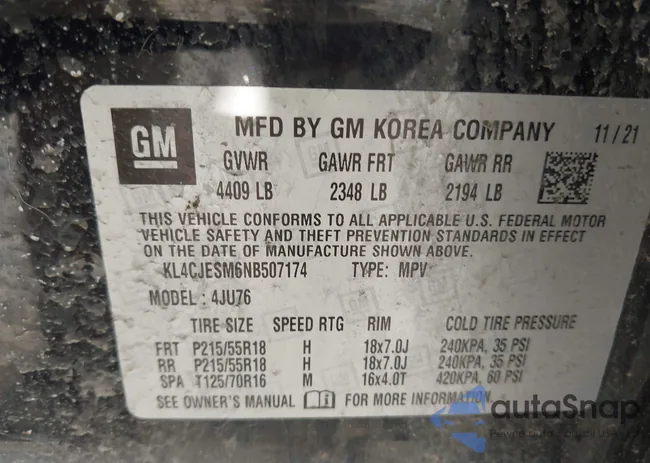 GM MFD BY GM KOREA COMPANY 11/21
GVWR GAWR FRT GAWR RR
4409 LB 2348 LB 2194 LB
THIS VEHICLE CONFORMS TO ALL APPLICABLE U.S. FEDERAL MOTOR
VEHICLE SAFETY AND THEFT PREVENTION STANDARDS IN EFFECT
ON THE DATE OF MANUFACTURE SHOWN ABOVE.
KL4CJESM6NB507174 TYPE: MPV
MODEL: 4JU76
TIRE SIZE SPEED RTG RIM COLD TIRE PRESSURE
FRT P215/55R18 H 18x7.0J 240KPA, 35 PSI
RR P215/55R18 H 18x7.0J 240KPA, 35 PSI
SPA T125/70R16 M 16x4.0T 420KPA, 60 PSI
SEE OWNER'S MANUAL FOR MORE INFORMATION.
autoSnap